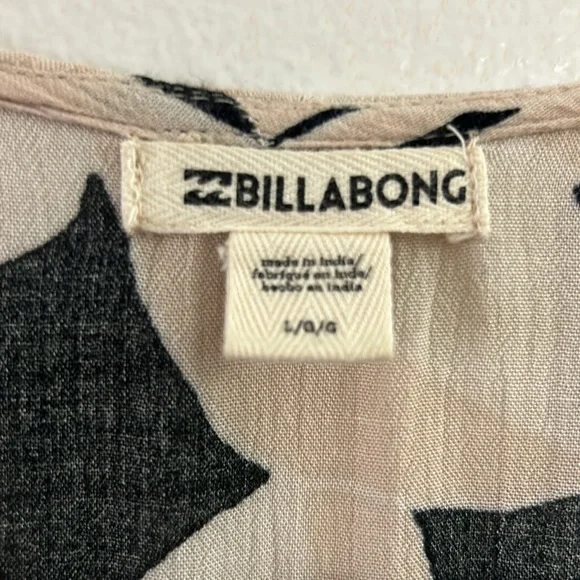 BILLABONG
made in India/
fabriqué en Inde/
hecho en india
L/G/G